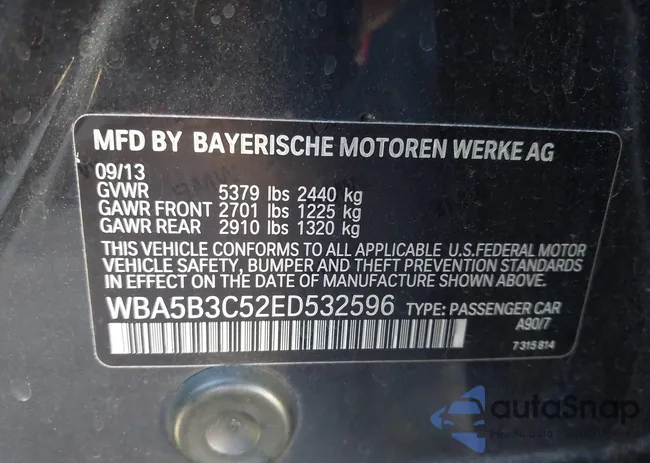 MFD BY BAYERISCHE MOTOREN WERKE AG
09/13
GVWR 5379 lbs 2440 kg
GAWR FRONT 2701 lbs 1225 kg
GAWR REAR 2910 lbs 1320 kg
THIS VEHICLE CONFORMS TO ALL APPLICABLE U.S.FEDERAL MOTOR
VEHICLE SAFETY, BUMPER AND THEFT PREVENTION STANDARDS
IN EFFECT ON THE DATE OF MANUFACTURE SHOWN ABOVE.
WBA5B3C52ED532596 TYPE: PASSENGER CAR
A90/7
7315814
autoSnap